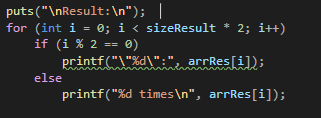 puts("\nResult:\n");
for (int i = 0; i < sizeResult * 2; i++)
if (i % 2 == 0)
printf("\"%d\":", arrRes[i]);
else
printf("%d times\n", arrRes[i]);